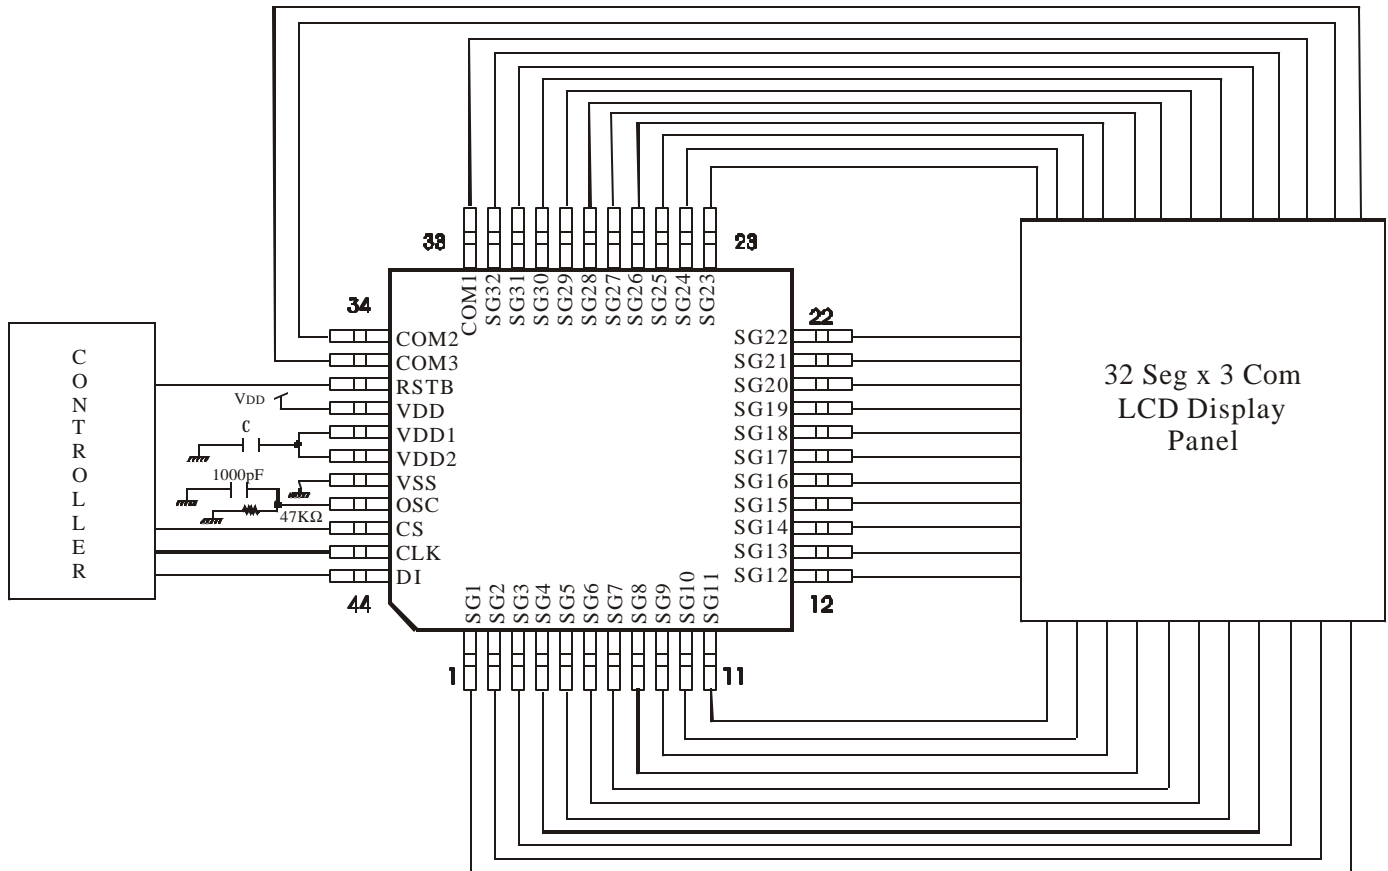 33
23
COM1
SG32
SG31
SG30
SG29
SG28
SG27
SG26
SG25
SG24
SG23
34
22
COM2
COM3
RSTB
VDD
VDD1
VDD2
VSS
OSC
CS
CLK
DI
SG22
SG21
SG20
SG19
SG18
SG17
SG16
SG15
SG14
SG13
SG12
CONTROLLER
VDD
C
1000pF
47KΩ
32 Seg x 3 Com
LCD Display
Panel
44
12
SG1
SG2
SG3
SG4
SG5
SG6
SG7
SG8
SG9
SG10
SG11
1
11